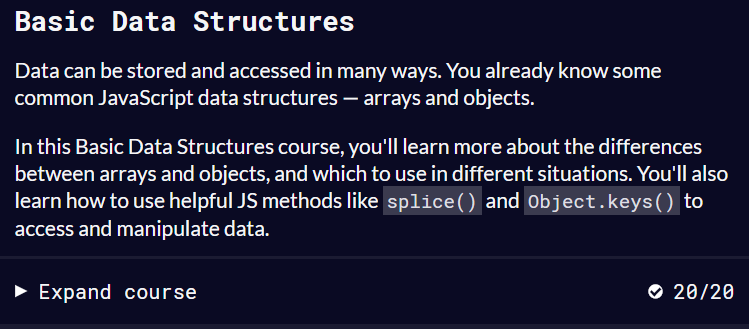 Basic Data Structures
Data can be stored and accessed in many ways. You already know some
common JavaScript data structures — arrays and objects.
In this Basic Data Structures course, you'll learn more about the differences
between arrays and objects, and which to use in different situations. You'll also
learn how to use helpful JS methods like splice() and Object.keys() to
access and manipulate data.
Expand course 20/20